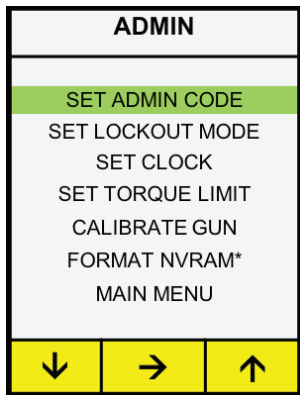 ADMIN
SET ADMIN CODE
SET LOCKOUT MODE
SET CLOCK
SET TORQUE LIMIT
CALIBRATE GUN
FORMAT NVRAM*
MAIN MENU
↓ → ↑